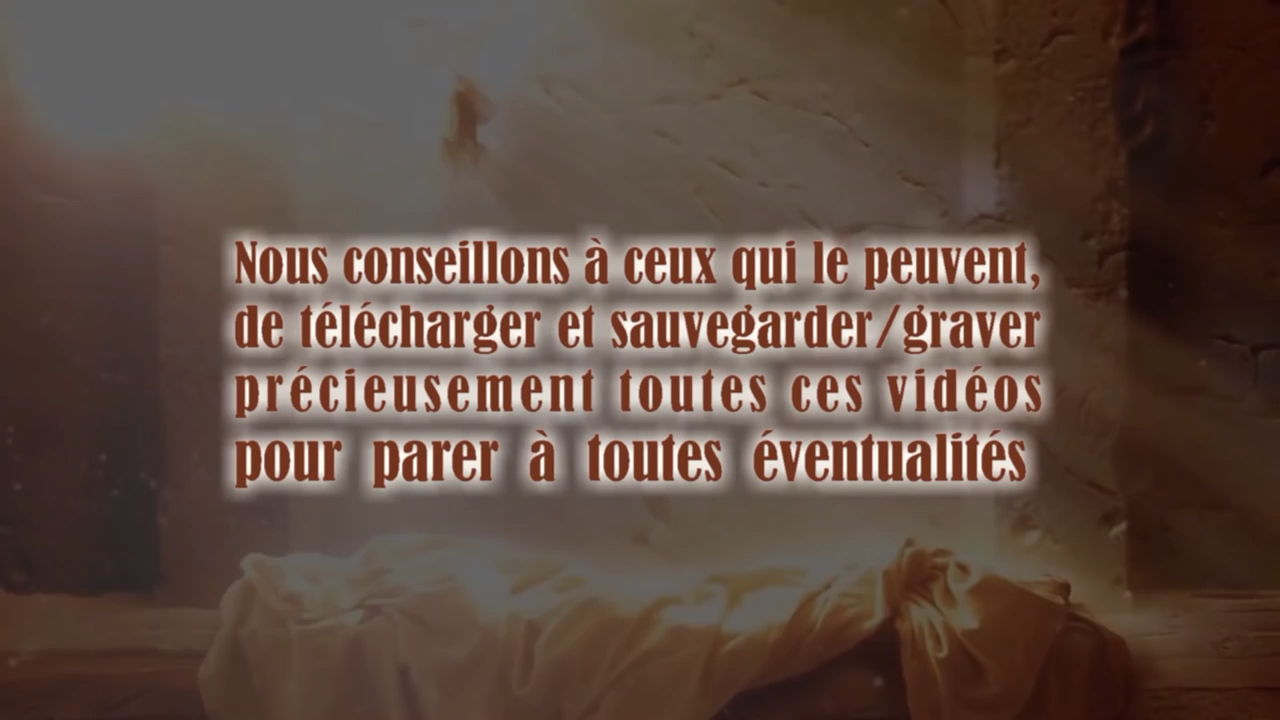 Nous conseillons à ceux qui le peuvent,
de télécharger et sauvegarder/graver
précieusement toutes ces vidéos
pour parer à toutes éventualités